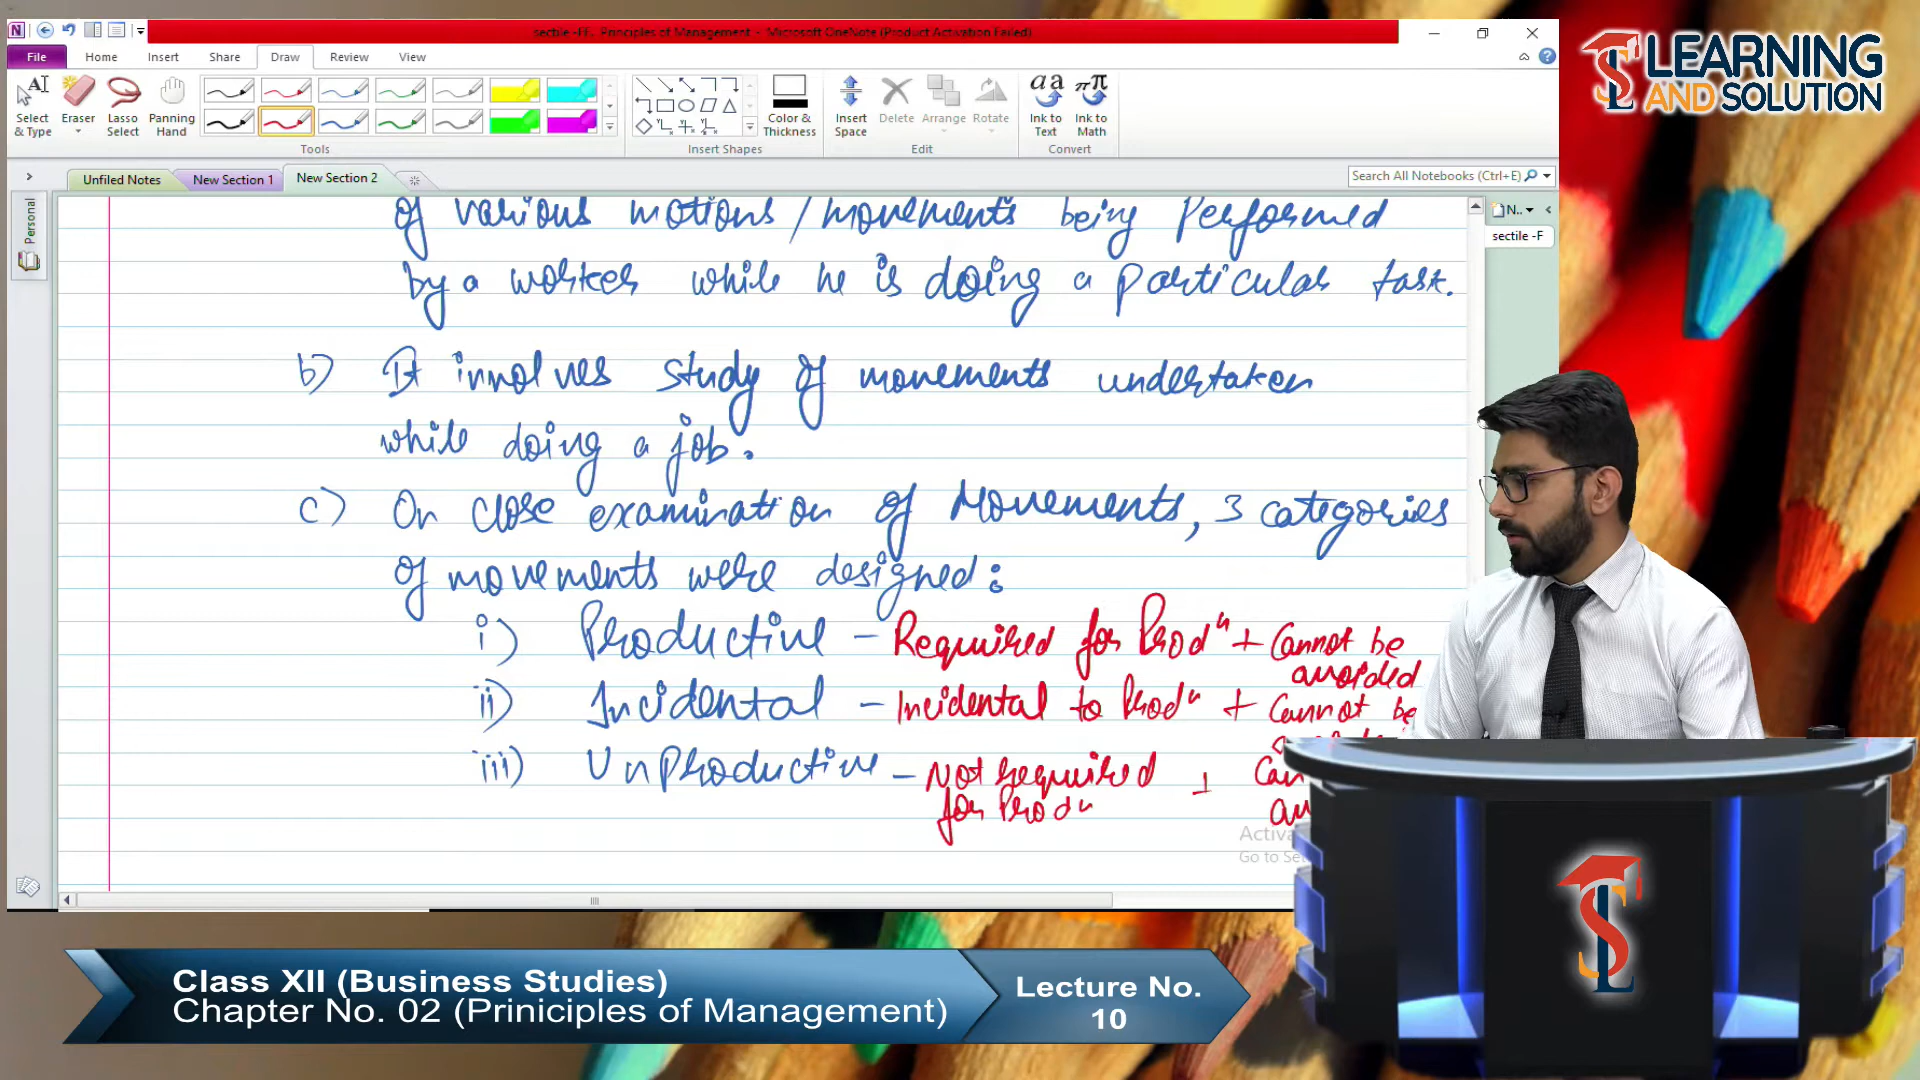 sectile -FF. Principles of Management - Microsoft OneNote (Product Activation Failed)
File Home Insert Share Draw Review View
Select & Type
Eraser
Lasso Select
Panning Hand
Color & Thickness
Insert Space
Delete
Arrange
Rotate
Ink to Text
Ink to Math
Tools
Insert Shapes
Edit
Convert
LEARNING
AND SOLUTION
Unfiled Notes New Section 1 New Section 2
Search All Notebooks (Ctrl+E)
Personal
N..
sectile -F
of various motions/movements being performed
by a worker while he is doing a particular task.
b) It involves study of movements undertaken
while doing a job.
c) On close examination of Movements, 3 categories
of movements were designed:
i) Productive - Required for Prodn + Cannot be
avoided
ii) Incidental - Incidental to Prodn + Cannot be
iii) UnProductive - Not required +
for Prodn
Class XII (Business Studies)
Chapter No. 02 (Priniciples of Management)
Lecture No.
10